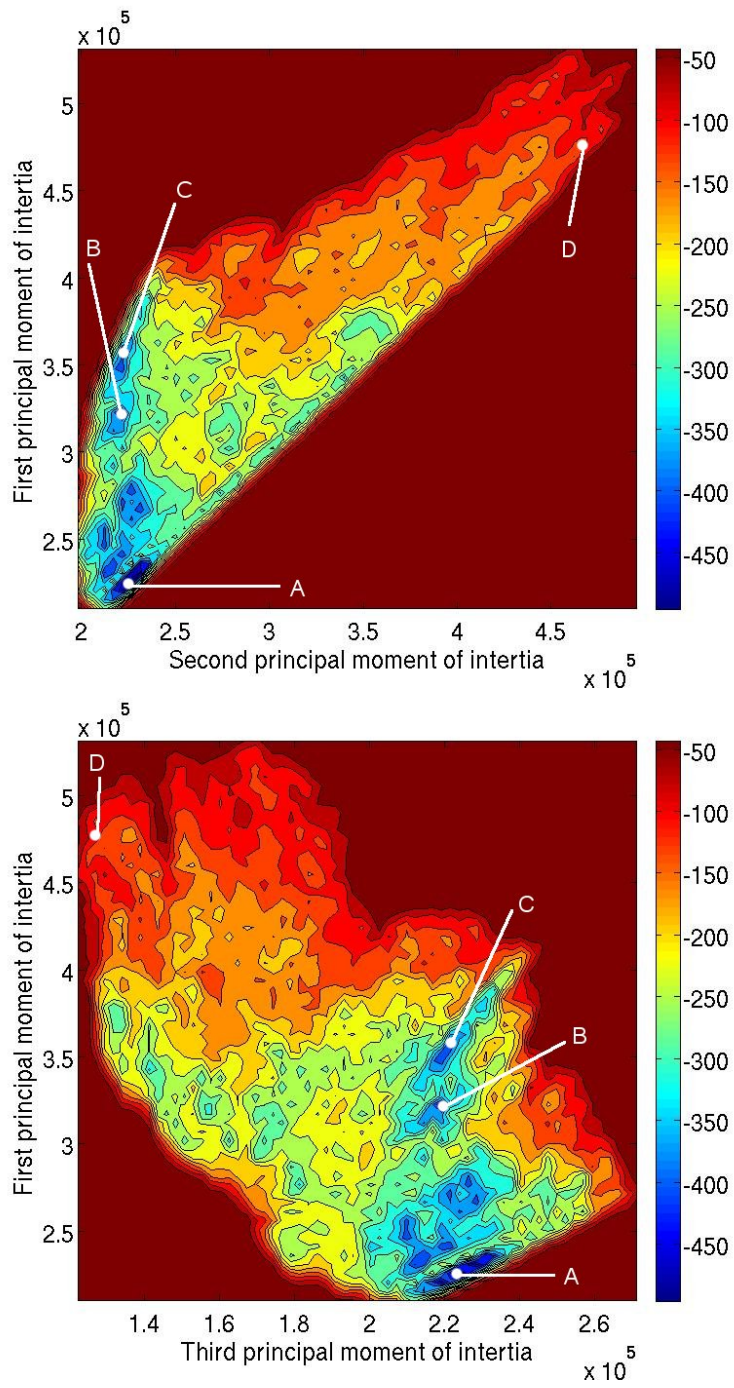 x 10 5
5
4.5
4
3.5
3
2.5
First principal moment of intertia
C
B
D
A
2 2.5 3 3.5 4 4.5
Second principal moment of intertia
x 10 5
-50
-100
-150
-200
-250
-300
-350
-400
-450
x 10 5
5
4.5
4
3.5
3
2.5
First principal moment of intertia
D
C
B
A
1.4 1.6 1.8 2 2.2 2.4 2.6
Third principal moment of intertia
x 10 5
-50
-100
-150
-200
-250
-300
-350
-400
-450